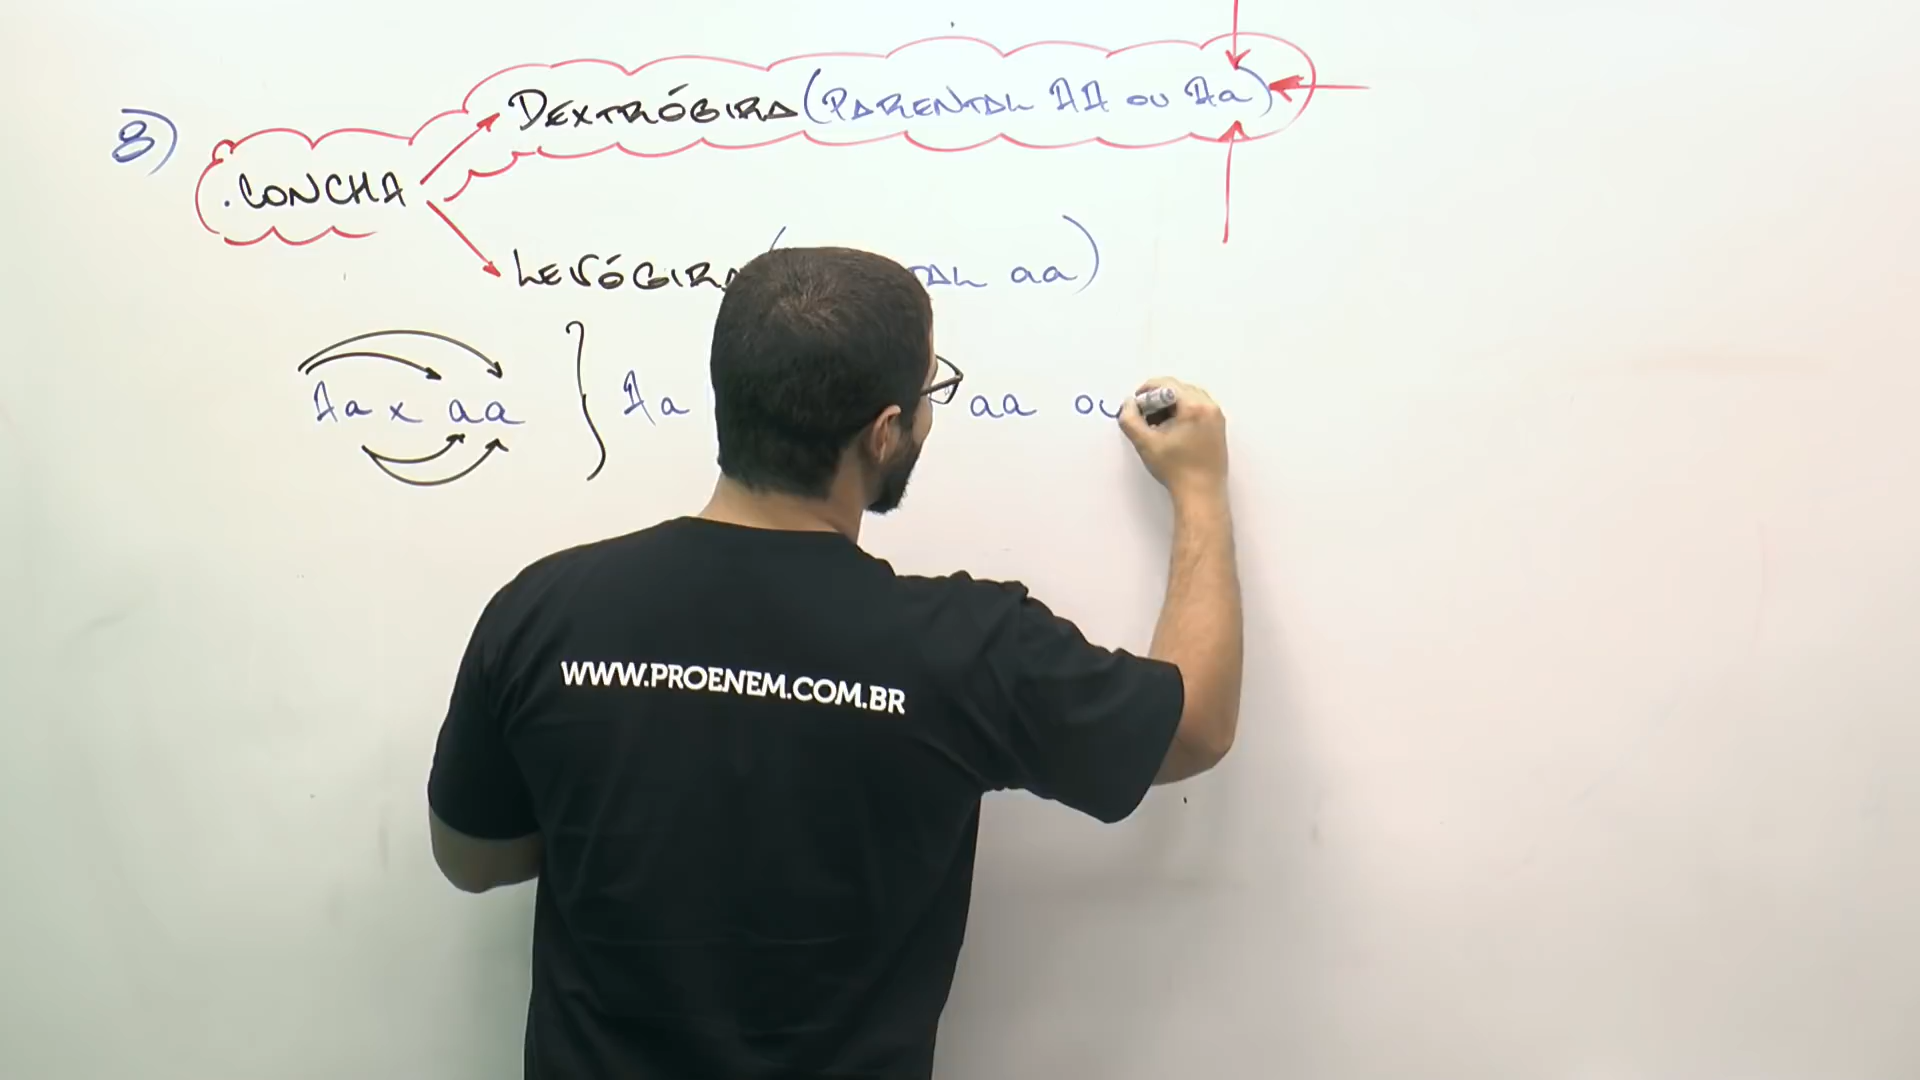 8)
DEXTRÓGIRA (PARENTAL AA ou Aa)
.CONCHA
LEVÓGIRA ( aa)
Aa x aa } Aa aa ou
WWW.PROENEM.COM.BR